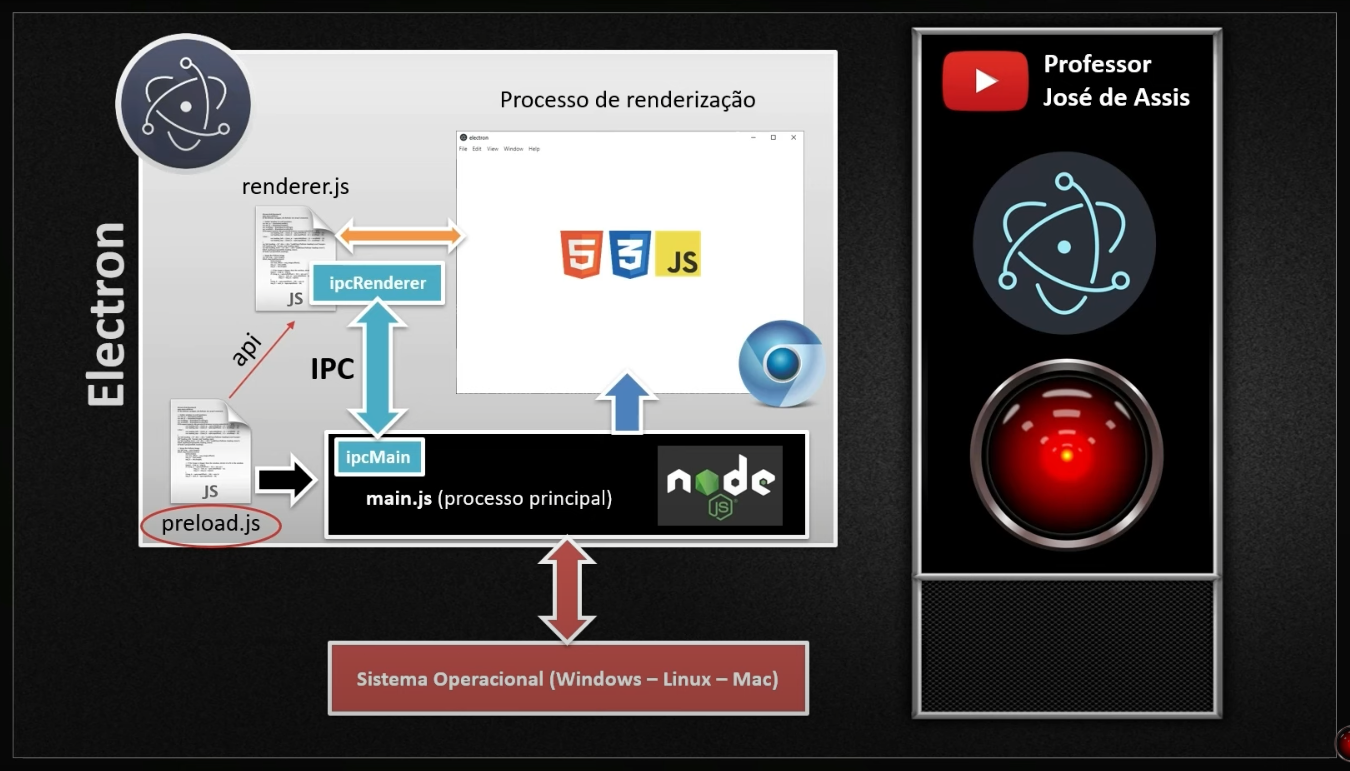 Professor
José de Assis
Electron
Processo de renderização
electron
File Edit View Window Help
renderer.js
JS
ipcRenderer
5
3
JS
api
IPC
JS
preload.js
ipcMain
main.js (processo principal)
node
JS
Sistema Operacional (Windows – Linux – Mac)